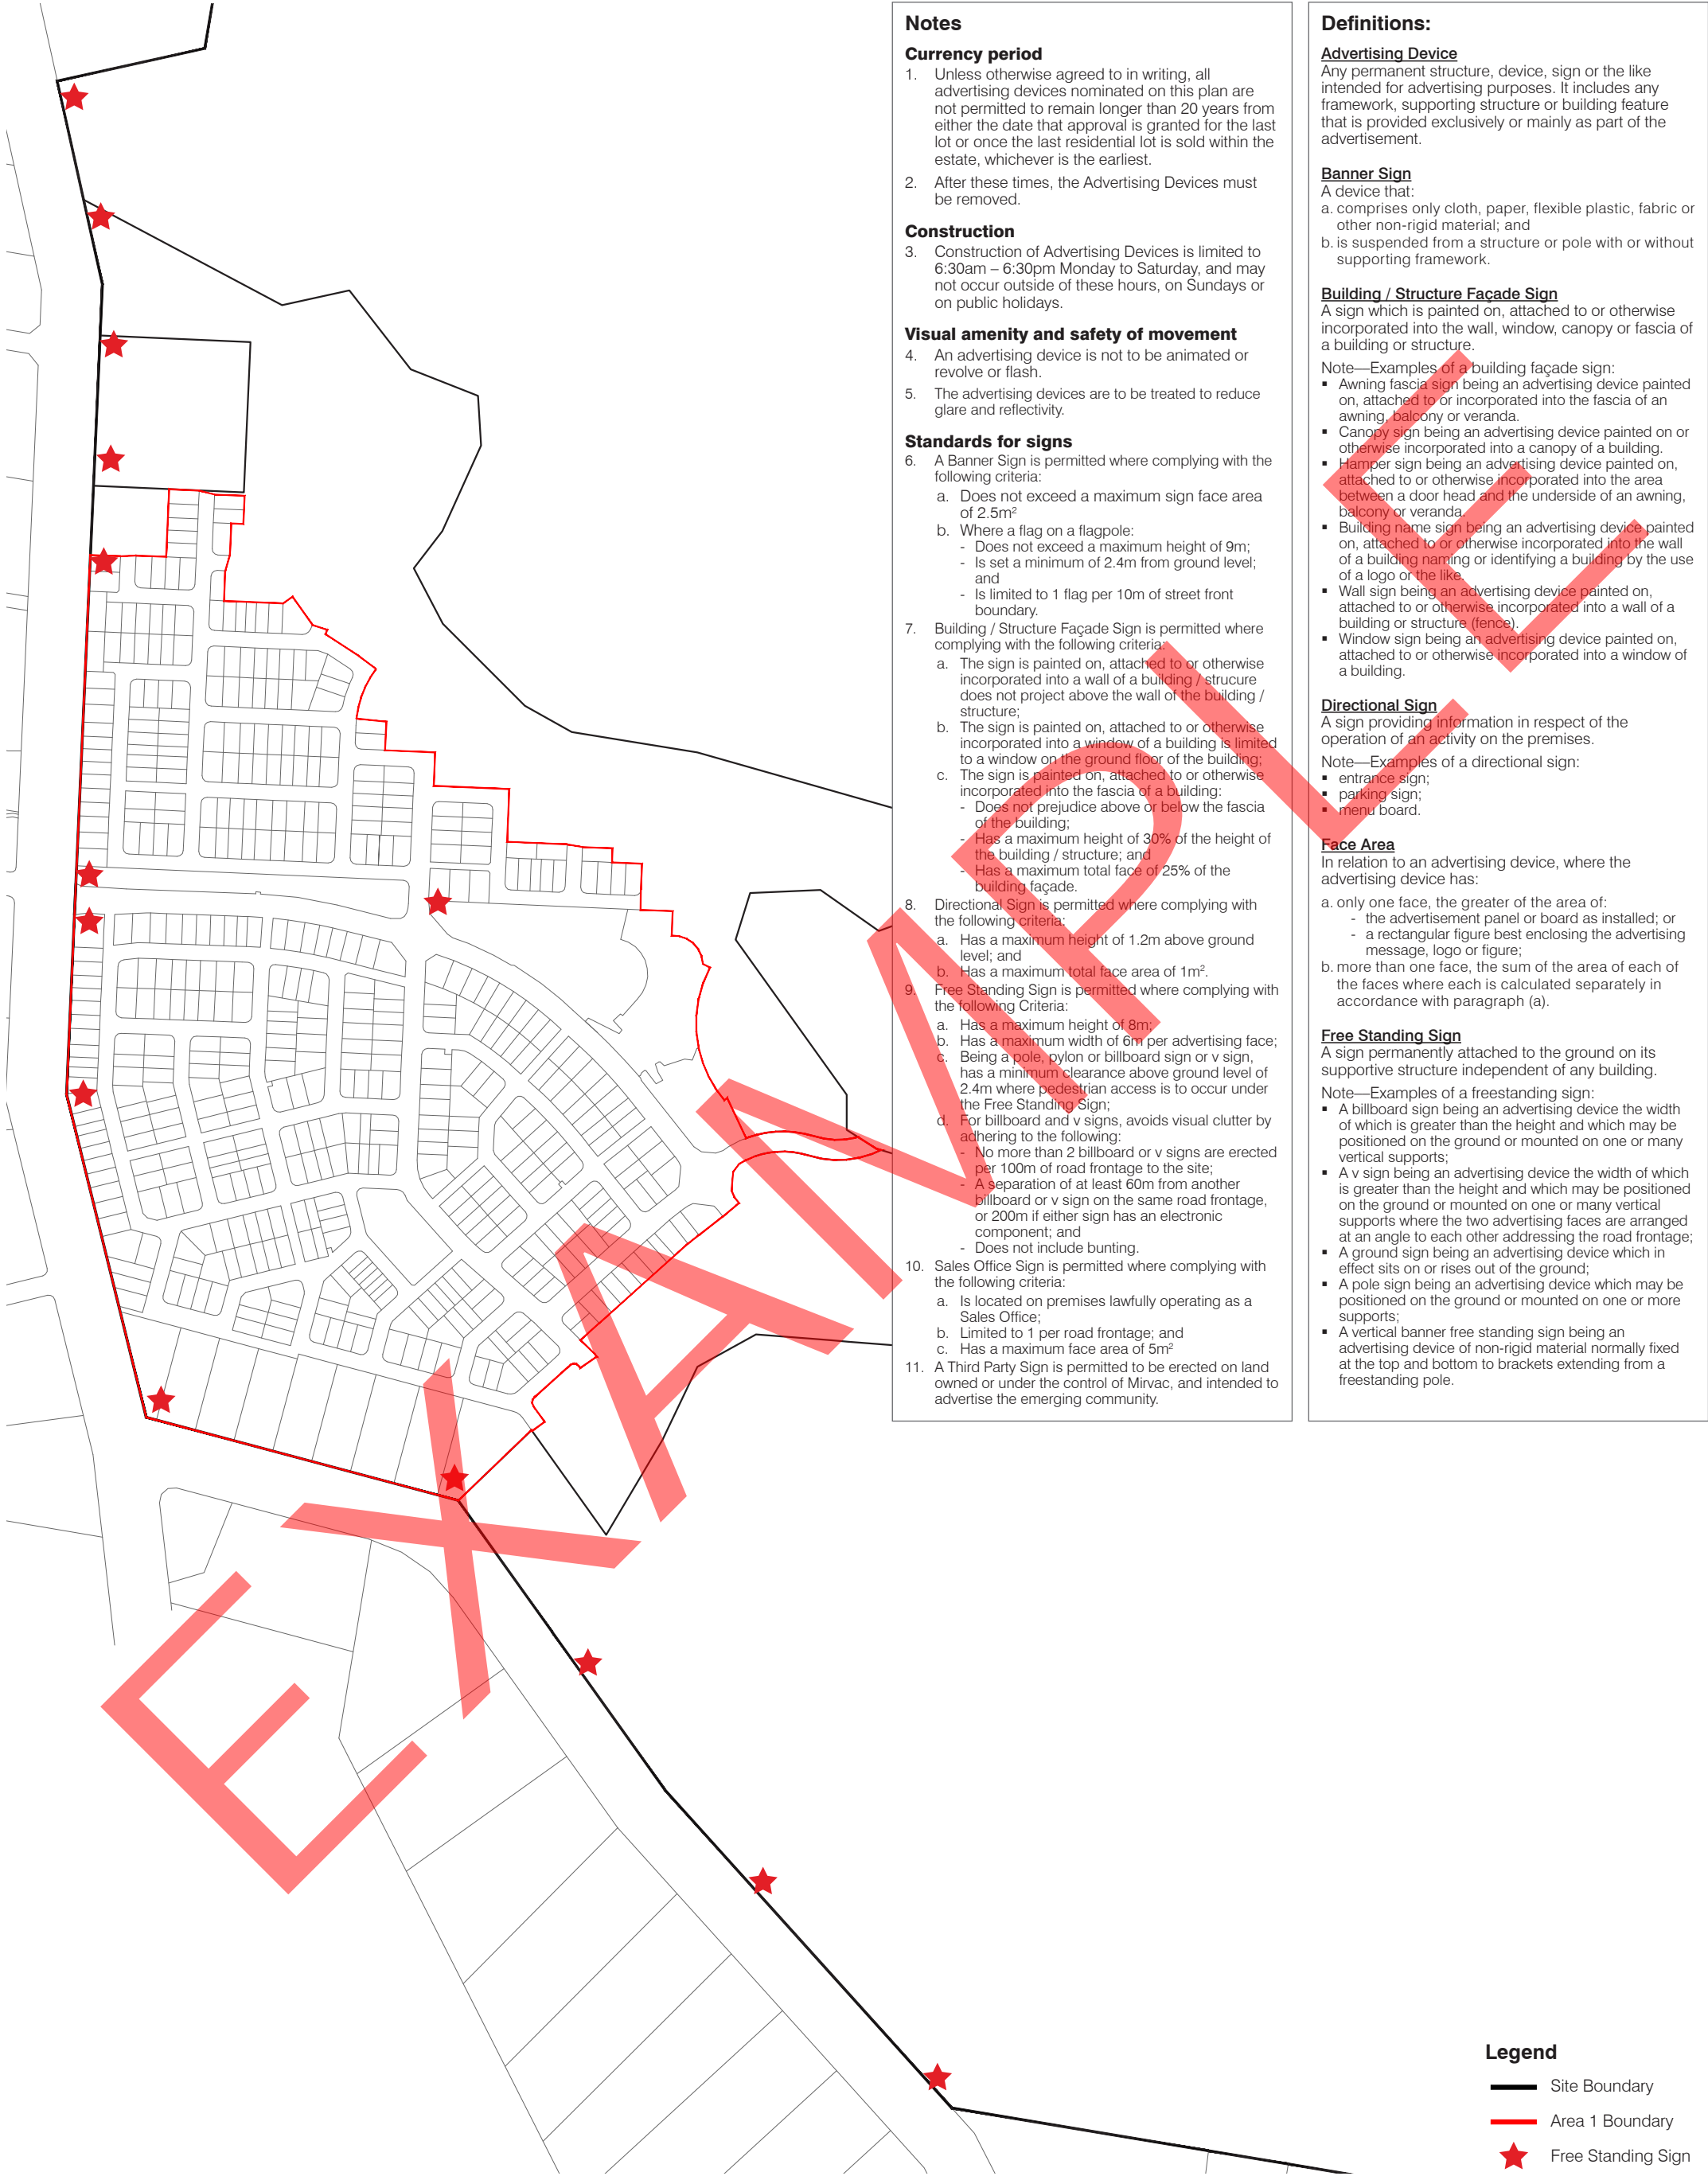 Notes
Currency period
1. Unless otherwise agreed to in writing, all
advertising devices nominated on this plan are
not permitted to remain longer than 20 years from
either the date that approval is granted for the last
lot or once the last residential lot is sold within the
estate, whichever is the earliest.
2. After these times, the Advertising Devices must
be removed.
Construction
3. Construction of Advertising Devices is limited to
6:30am – 6:30pm Monday to Saturday, and may
not occur outside of these hours, on Sundays or
on public holidays.
Visual amenity and safety of movement
4. An advertising device is not to be animated or
revolve or flash.
5. The advertising devices are to be treated to reduce
glare and reflectivity.
Standards for signs
6. A Banner Sign is permitted where complying with the
following criteria:
a. Does not exceed a maximum sign face area
of 2.5m²
b. Where a flag on a flagpole:
- Does not exceed a maximum height of 9m;
- Is set a minimum of 2.4m from ground level;
and
- Is limited to 1 flag per 10m of street front
boundary.
7. Building / Structure Façade Sign is permitted where
complying with the following criteria:
a. The sign is painted on, attached to or otherwise
incorporated into a wall of a building / strucure
does not project above the wall of the building /
structure;
b. The sign is painted on, attached to or otherwise
incorporated into a window of a building is limited
to a window on the ground floor of the building;
c. The sign is painted on, attached to or otherwise
incorporated into the fascia of a building:
- Does not prejudice above or below the fascia
of the building;
- Has a maximum height of 30% of the height of
the building / structure; and
- Has a maximum total face of 25% of the
building façade.
8. Directional Sign is permitted where complying with
the following criteria:
a. Has a maximum height of 1.2m above ground
level; and
b. Has a maximum total face area of 1m².
9. Free Standing Sign is permitted where complying with
the following Criteria:
a. Has a maximum height of 8m;
b. Has a maximum width of 6m per advertising face;
c. Being a pole, pylon or billboard sign or v sign,
has a minimum clearance above ground level of
2.4m where pedestrian access is to occur under
the Free Standing Sign;
d. For billboard and v signs, avoids visual clutter by
adhering to the following:
- No more than 2 billboard or v signs are erected
per 100m of road frontage to the site;
- A separation of at least 60m from another
billboard or v sign on the same road frontage,
or 200m if either sign has an electronic
component; and
- Does not include bunting.
10. Sales Office Sign is permitted where complying with
the following criteria:
a. Is located on premises lawfully operating as a
Sales Office;
b. Limited to 1 per road frontage; and
c. Has a maximum face area of 5m²
11. A Third Party Sign is permitted to be erected on land
owned or under the control of Mirvac, and intended to
advertise the emerging community.
Definitions:
Advertising Device
Any permanent structure, device, sign or the like
intended for advertising purposes. It includes any
framework, supporting structure or building feature
that is provided exclusively or mainly as part of the
advertisement.
Banner Sign
A device that:
a. comprises only cloth, paper, flexible plastic, fabric or
other non-rigid material; and
b. is suspended from a structure or pole with or without
supporting framework.
Building / Structure Façade Sign
A sign which is painted on, attached to or otherwise
incorporated into the wall, window, canopy or fascia of
a building or structure.
Note—Examples of a building façade sign:
▪ Awning fascia sign being an advertising device painted
on, attached to or incorporated into the fascia of an
awning, balcony or veranda.
▪ Canopy sign being an advertising device painted on or
otherwise incorporated into a canopy of a building.
▪ Hamper sign being an advertising device painted on,
attached to or otherwise incorporated into the area
between a door head and the underside of an awning,
balcony or veranda.
▪ Building name sign being an advertising device painted
on, attached to or otherwise incorporated into the wall
of a building naming or identifying a building by the use
of a logo or the like.
▪ Wall sign being an advertising device painted on,
attached to or otherwise incorporated into a wall of a
building or structure (fence).
▪ Window sign being an advertising device painted on,
attached to or otherwise incorporated into a window of
a building.
Directional Sign
A sign providing information in respect of the
operation of an activity on the premises.
Note—Examples of a directional sign:
▪ entrance sign;
▪ parking sign;
▪ menu board.
Face Area
In relation to an advertising device, where the
advertising device has:
a. only one face, the greater of the area of:
- the advertisement panel or board as installed; or
- a rectangular figure best enclosing the advertising
message, logo or figure;
b. more than one face, the sum of the area of each of
the faces where each is calculated separately in
accordance with paragraph (a).
Free Standing Sign
A sign permanently attached to the ground on its
supportive structure independent of any building.
Note—Examples of a freestanding sign:
▪ A billboard sign being an advertising device the width
of which is greater than the height and which may be
positioned on the ground or mounted on one or many
vertical supports;
▪ A v sign being an advertising device the width of which
is greater than the height and which may be positioned
on the ground or mounted on one or many vertical
supports where the two advertising faces are arranged
at an angle to each other addressing the road frontage;
▪ A ground sign being an advertising device which in
effect sits on or rises out of the ground;
▪ A pole sign being an advertising device which may be
positioned on the ground or mounted on one or more
supports;
▪ A vertical banner free standing sign being an
advertising device of non-rigid material normally fixed
at the top and bottom to brackets extending from a
freestanding pole.
EXAMPLE
Legend
Site Boundary
Area 1 Boundary
Free Standing Sign